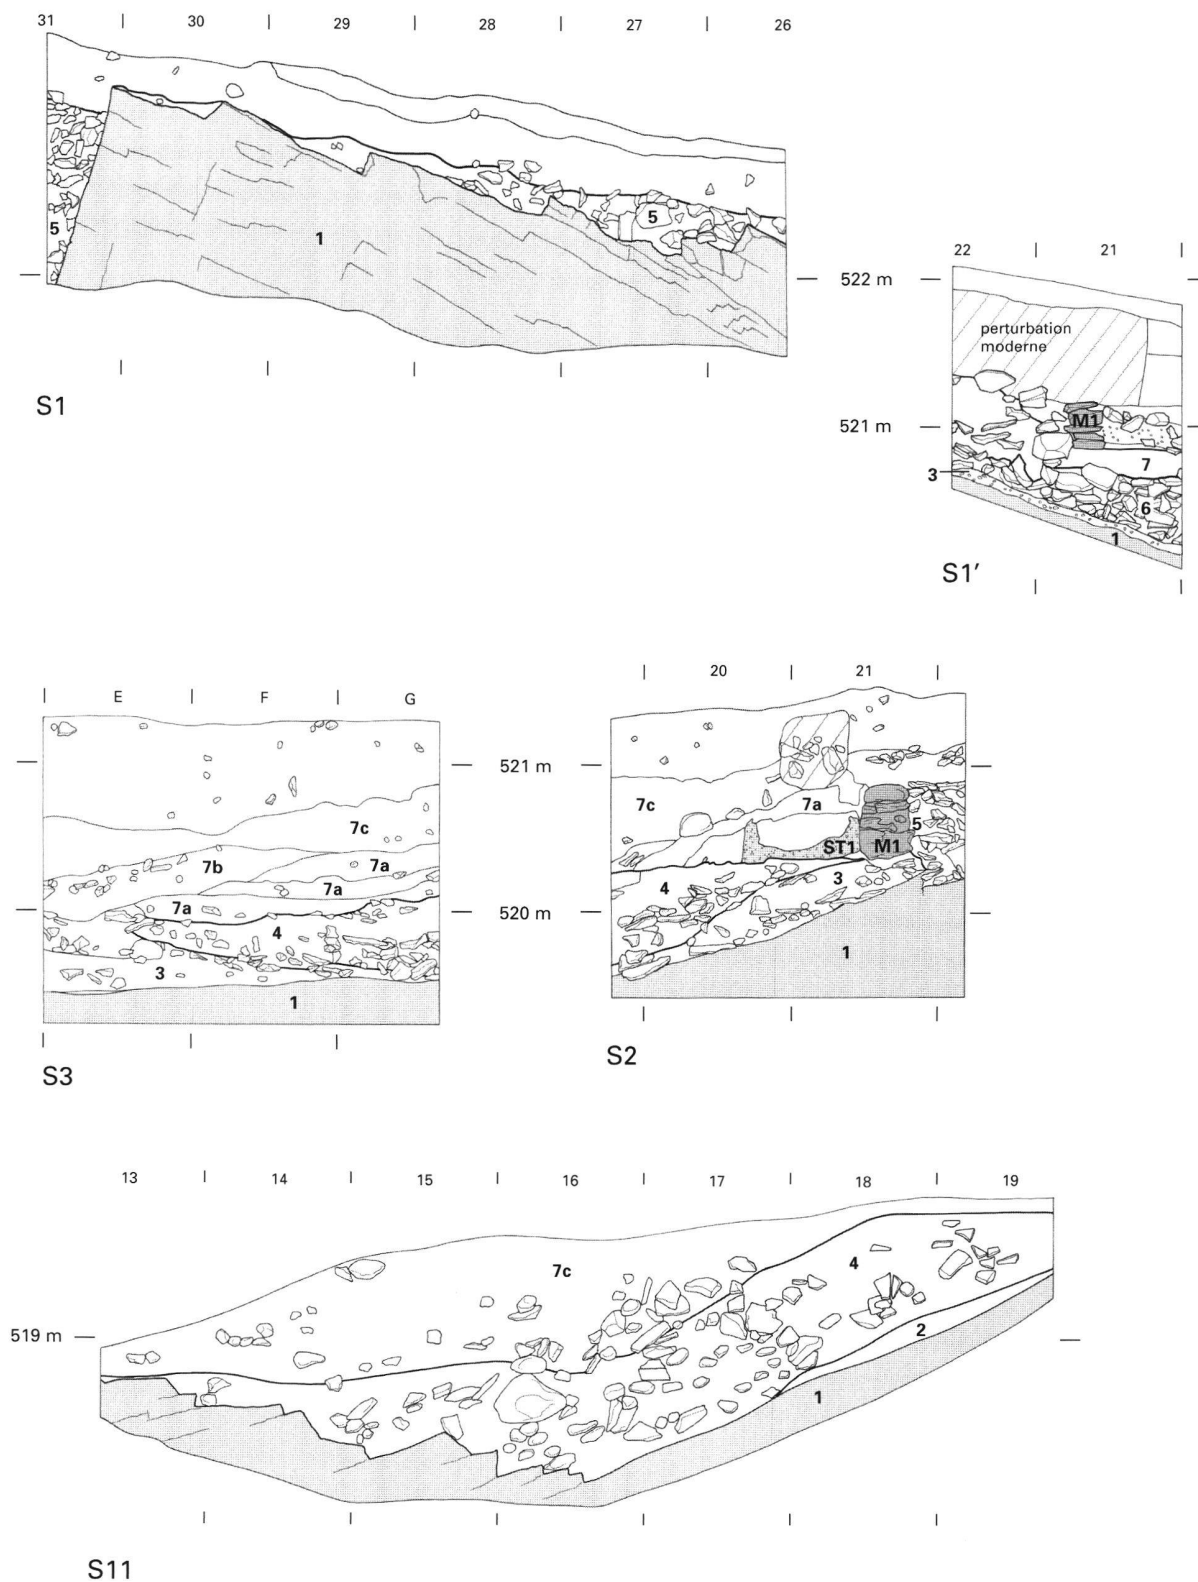 31 30 29 28 27 26
5
5
1
522 m
S1
22 21
perturbation
moderne
M1
521 m
7
3
6
1
S1'
E F G
521 m
7c
7b
7a
7a
7a
520 m
4
3
1
S3
20 21
7c
7a
5
ST1 M1
4
3
1
S2
13 14 15 16 17 18 19
7c
4
519 m
2
1
S11